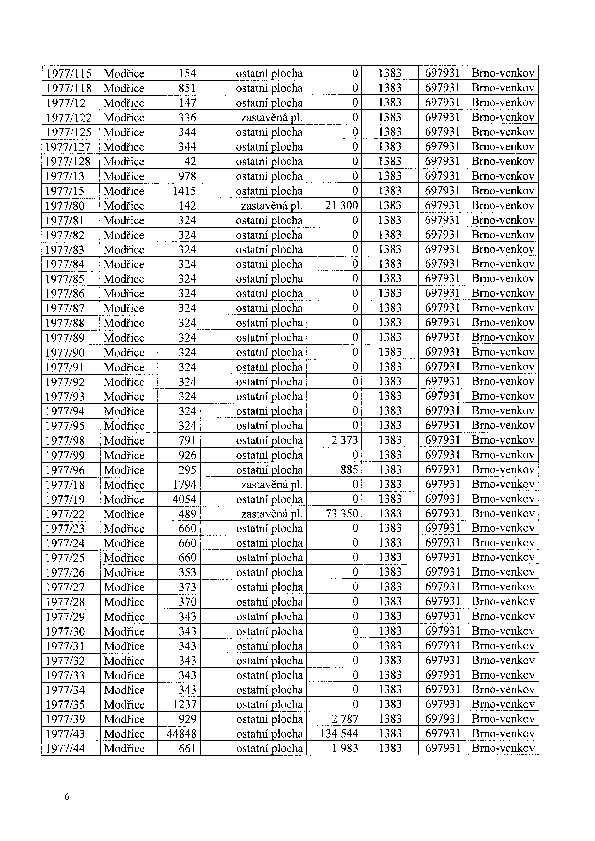 1977/115 Modřice 154 ostatní plocha 0 1383 697931 Brno-venkov
1977/118 Modřice 851 ostatní plocha 0 1383 697931 Brno-venkov
1977/12 Modřice 147 ostatní plocha 0 1383 697931 Brno-venkov
1977/122 Modřice 336 zastavěná pl. 0 1383 697931 Brno-venkov
1977/125 Modřice 344 ostatní plocha 0 1383 697931 Brno-venkov
1977/127 Modřice 344 ostatní plocha 0 1383 697931 Brno-venkov
1977/128 Modřice 42 ostatní plocha 0 1383 697931 Brno-venkov
1977/13 Modřice 978 ostatní plocha 0 1383 697931 Brno-venkov
1977/15 Modřice 1415 ostatní plocha 0 1383 697931 Brno-venkov
1977/80 Modřice 142 zastavěná pl. 21 300 1383 697931 Brno-venkov
1977/81 Modřice 324 ostatní plocha 0 1383 697931 Brno-venkov
1977/82 Modřice 324 ostatní plocha 0 1383 697931 Brno-venkov
1977/83 Modřice 324 ostatní plocha 0 1383 697931 Brno-venkov
1977/84 Modřice 324 ostatní plocha 0 1383 697931 Brno-venkov
1977/85 Modřice 324 ostatní plocha 0 1383 697931 Brno-venkov
1977/86 Modřice 324 ostatní plocha 0 1383 697931 Brno-venkov
1977/87 Modřice 324 ostatní plocha 0 1383 697931 Brno-venkov
1977/88 Modřice 324 ostatní plocha 0 1383 697931 Brno-venkov
1977/89 Modřice 324 ostatní plocha 0 1383 697931 Brno-venkov
1977/90 Modřice 324 ostatní plocha 0 1383 697931 Brno-venkov
1977/91 Modřice 324 ostatní plocha 0 1383 697931 Brno-venkov
1977/92 Modřice 324 ostatní plocha 0 1383 697931 Brno-venkov
1977/93 Modřice 324 ostatní plocha 0 1383 697931 Brno-venkov
1977/94 Modřice 324 ostatní plocha 0 1383 697931 Brno-venkov
1977/95 Modřice 324 ostatní plocha 0 1383 697931 Brno-venkov
1977/98 Modřice 791 ostatní plocha 2 373 1383 697931 Brno-venkov
1977/99 Modřice 926 ostatní plocha 0 1383 697931 Brno-venkov
1977/96 Modřice 295 ostatní plocha 885 1383 697931 Brno-venkov
1977/18 Modřice 1794 zastavěná pl. 0 1383 697931 Brno-venkov
1977/19 Modřice 4054 ostatní plocha 0 1383 697931 Brno-venkov
1977/22 Modřice 489 zastavěná pl. 73 350 1383 697931 Brno-venkov
1977/23 Modřice 660 ostatní plocha 0 1383 697931 Brno-venkov
1977/24 Modřice 660 ostatní plocha 0 1383 697931 Brno-venkov
1977/25 Modřice 660 ostatní plocha 0 1383 697931 Brno-venkov
1977/26 Modřice 353 ostatní plocha 0 1383 697931 Brno-venkov
1977/27 Modřice 373 ostatní plocha 0 1383 697931 Brno-venkov
1977/28 Modřice 370 ostatní plocha 0 1383 697931 Brno-venkov
1977/29 Modřice 343 ostatní plocha 0 1383 697931 Brno-venkov
1977/30 Modřice 343 ostatní plocha 0 1383 697931 Brno-venkov
1977/31 Modřice 343 ostatní plocha 0 1383 697931 Brno-venkov
1977/32 Modřice 343 ostatní plocha 0 1383 697931 Brno-venkov
1977/33 Modřice 343 ostatní plocha 0 1383 697931 Brno-venkov
1977/34 Modřice 343 ostatní plocha 0 1383 697931 Brno-venkov
1977/35 Modřice 1237 ostatní plocha 0 1383 697931 Brno-venkov
1977/39 Modřice 929 ostatní plocha 2 787 1383 697931 Brno-venkov
1977/43 Modřice 44848 ostatní plocha 134 544 1383 697931 Brno-venkov
1977/44 Modřice 661 ostatní plocha 1 983 1383 697931 Brno-venkov
6